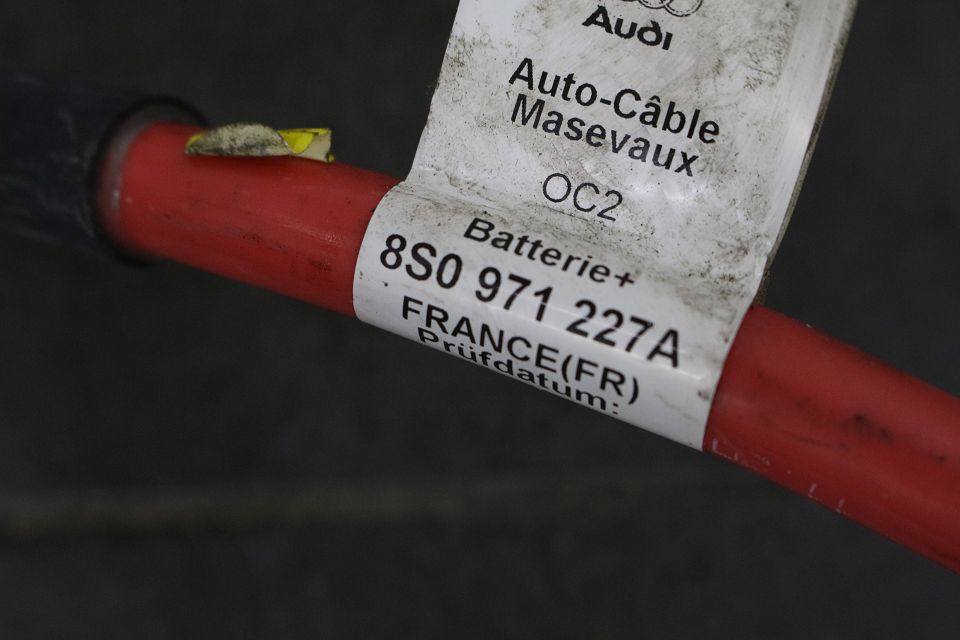 Audi
Auto-Câble
Masevaux
OC2
Batterie+
8S0 971 227A
FRANCE(FR)
Prüfdatum: